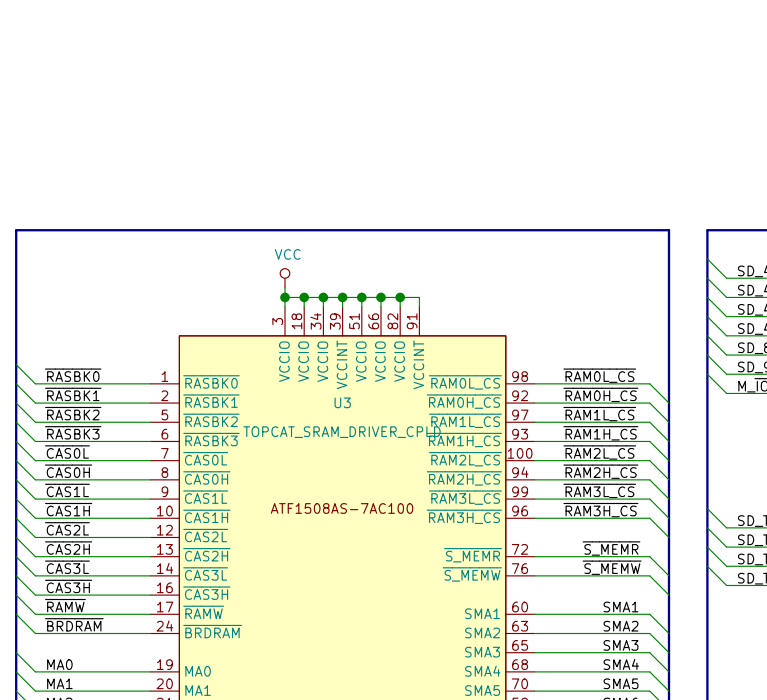 VCC
3 18 34 39 51 66 82 91
VCCIO VCCIO VCCIO VCCINT VCCIO VCCIO VCCIO VCCINT
U3
TOPCAT_SRAM_DRIVER_CPLD
ATF1508AS-7AC100
RASBK0 1 RASBK0
RASBK1 2 RASBK1
RASBK2 5 RASBK2
RASBK3 6 RASBK3
CAS0L 7 CAS0L
CAS0H 8 CAS0H
CAS1L 9 CAS1L
CAS1H 10 CAS1H
CAS2L 12 CAS2L
CAS2H 13 CAS2H
CAS3L 14 CAS3L
CAS3H 16 CAS3H
RAMW 17 RAMW
BRDRAM 24 BRDRAM
MA0 19 MA0
MA1 20 MA1
RAM0L_CS 98 RAM0L_CS
RAM0H_CS 92 RAM0H_CS
RAM1L_CS 97 RAM1L_CS
RAM1H_CS 93 RAM1H_CS
RAM2L_CS 100 RAM2L_CS
RAM2H_CS 94 RAM2H_CS
RAM3L_CS 99 RAM3L_CS
RAM3H_CS 96 RAM3H_CS
S_MEMR 72 S_MEMR
S_MEMW 76 S_MEMW
SMA1 60 SMA1
SMA2 63 SMA2
SMA3 65 SMA3
SMA4 68 SMA4
SMA5 70 SMA5